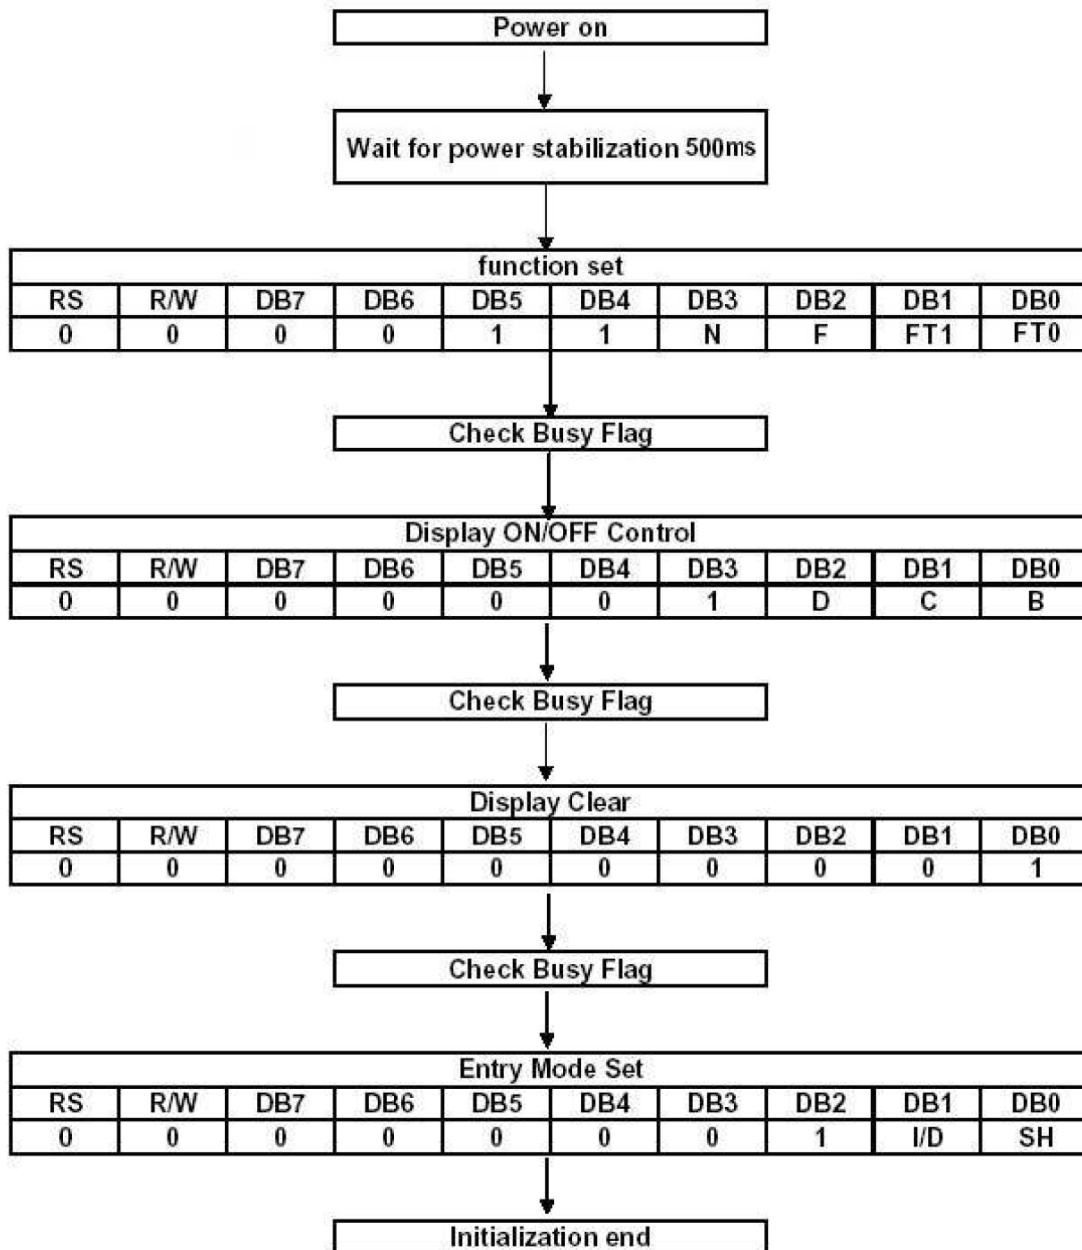 Power on
Wait for power stabilization 500ms
function set
RS R/W DB7 DB6 DB5 DB4 DB3 DB2 DB1 DB0
0 0 0 0 1 1 N F FT1 FT0
Check Busy Flag
Display ON/OFF Control
RS R/W DB7 DB6 DB5 DB4 DB3 DB2 DB1 DB0
0 0 0 0 0 0 1 D C B
Check Busy Flag
Display Clear
RS R/W DB7 DB6 DB5 DB4 DB3 DB2 DB1 DB0
0 0 0 0 0 0 0 0 0 1
Check Busy Flag
Entry Mode Set
RS R/W DB7 DB6 DB5 DB4 DB3 DB2 DB1 DB0
0 0 0 0 0 0 0 1 I/D SH
Initialization end